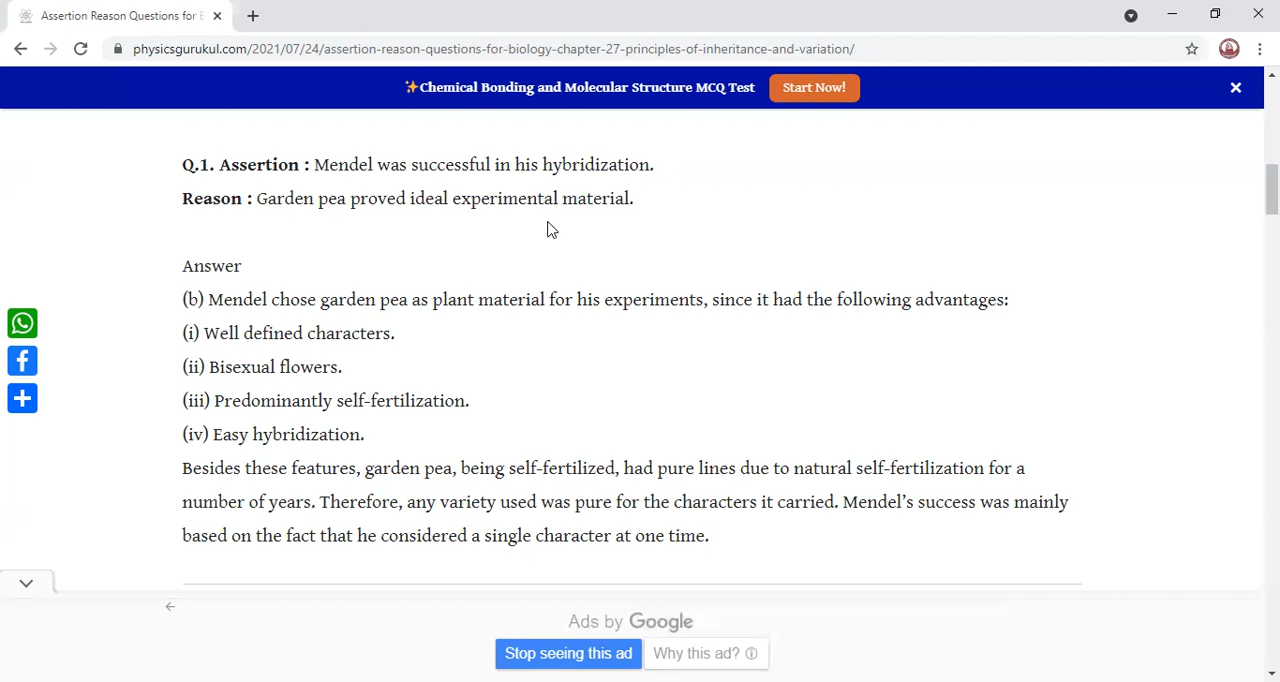 Assertion Reason Questions for B
physicsgurukul.com/2021/07/24/assertion-reason-questions-for-biology-chapter-27-principles-of-inheritance-and-variation/
✨Chemical Bonding and Molecular Structure MCQ Test Start Now!
Q.1. Assertion : Mendel was successful in his hybridization.
Reason : Garden pea proved ideal experimental material.
Answer
(b) Mendel chose garden pea as plant material for his experiments, since it had the following advantages:
(i) Well defined characters.
(ii) Bisexual flowers.
(iii) Predominantly self-fertilization.
(iv) Easy hybridization.
Besides these features, garden pea, being self-fertilized, had pure lines due to natural self-fertilization for a
number of years. Therefore, any variety used was pure for the characters it carried. Mendel’s success was mainly
based on the fact that he considered a single character at one time.
Ads by Google
Stop seeing this ad Why this ad?